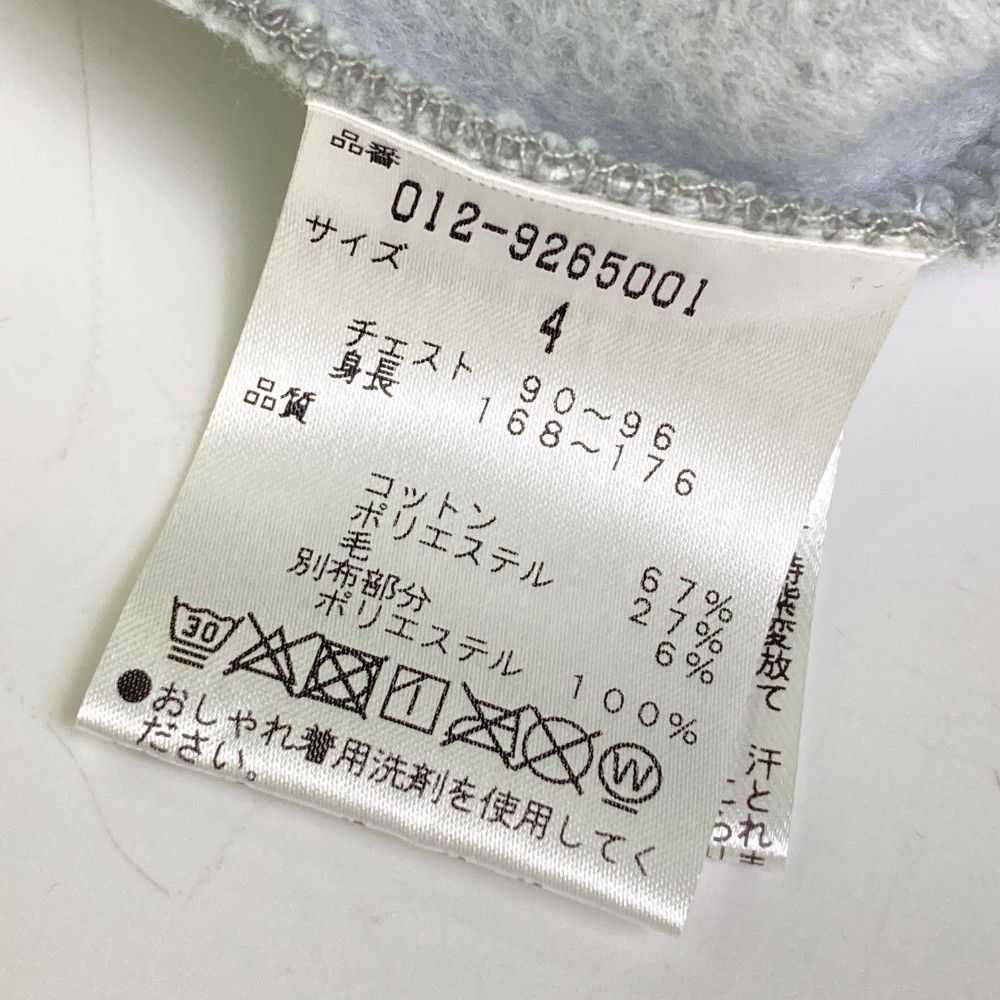 品番
012-9265001
サイズ
4
チェスト 90～96
身長 168～176
品質
コットン 67%
ポリエステル 27%
毛 6%
別布部分
ポリエステル 100%
30
1
W
●おしゃれ着用洗剤を使用してく
ださい。
放て
汗とれ